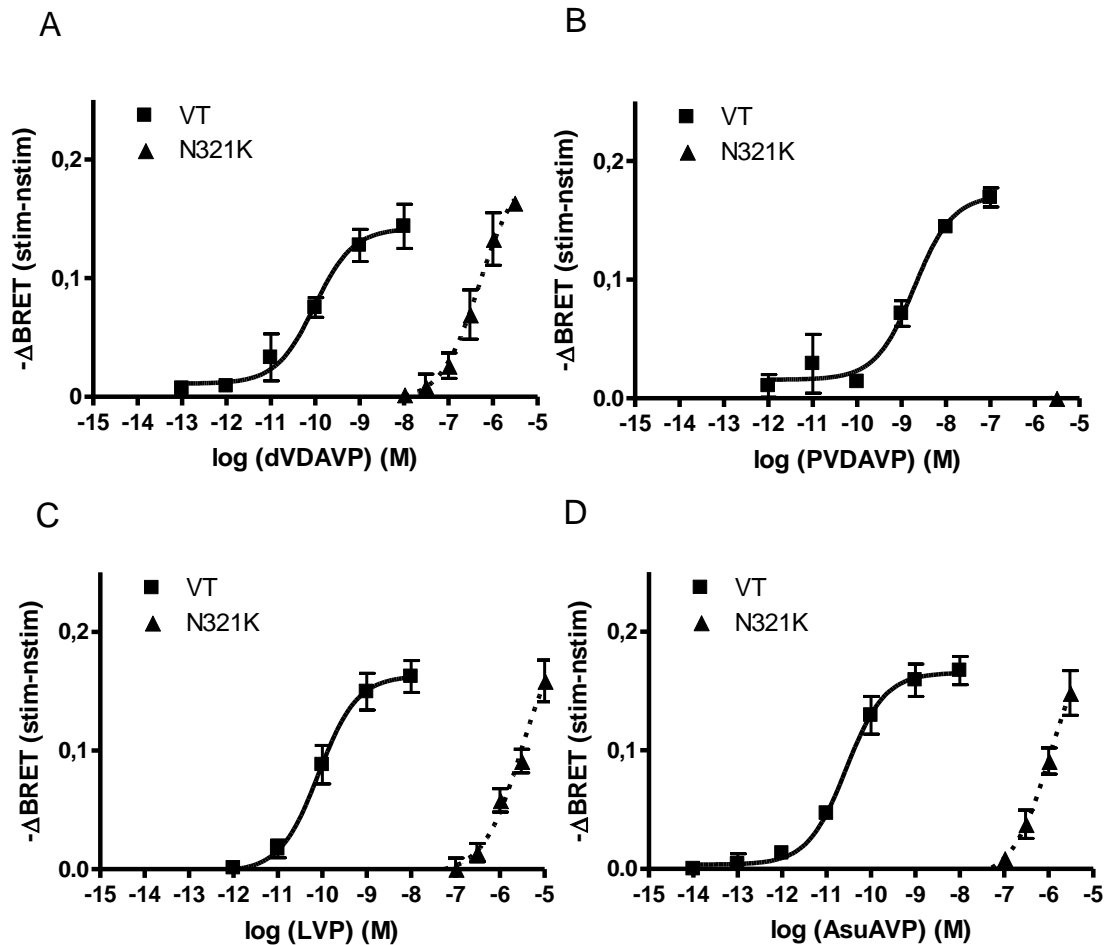 A
-ΔBRET (stim-nstim)
VT
N321K
0,2
0,1
0
-15 -14 -13 -12 -11 -10 -9 -8 -7 -6 -5
log (dVDAVP) (M)
B
-ΔBRET (stim-nstim)
VT
N321K
0,2
0,1
0.0
-15 -14 -13 -12 -11 -10 -9 -8 -7 -6 -5
log (PVDAVP) (M)
C
-ΔBRET (stim-nstim)
VT
N321K
0,2
0,1
0.0
-15 -14 -13 -12 -11 -10 -9 -8 -7 -6 -5
log (LVP) (M)
D
-ΔBRET (stim-nstim)
VT
N321K
0,2
0,1
0.0
-15 -14 -13 -12 -11 -10 -9 -8 -7 -6 -5
log (AsuAVP) (M)